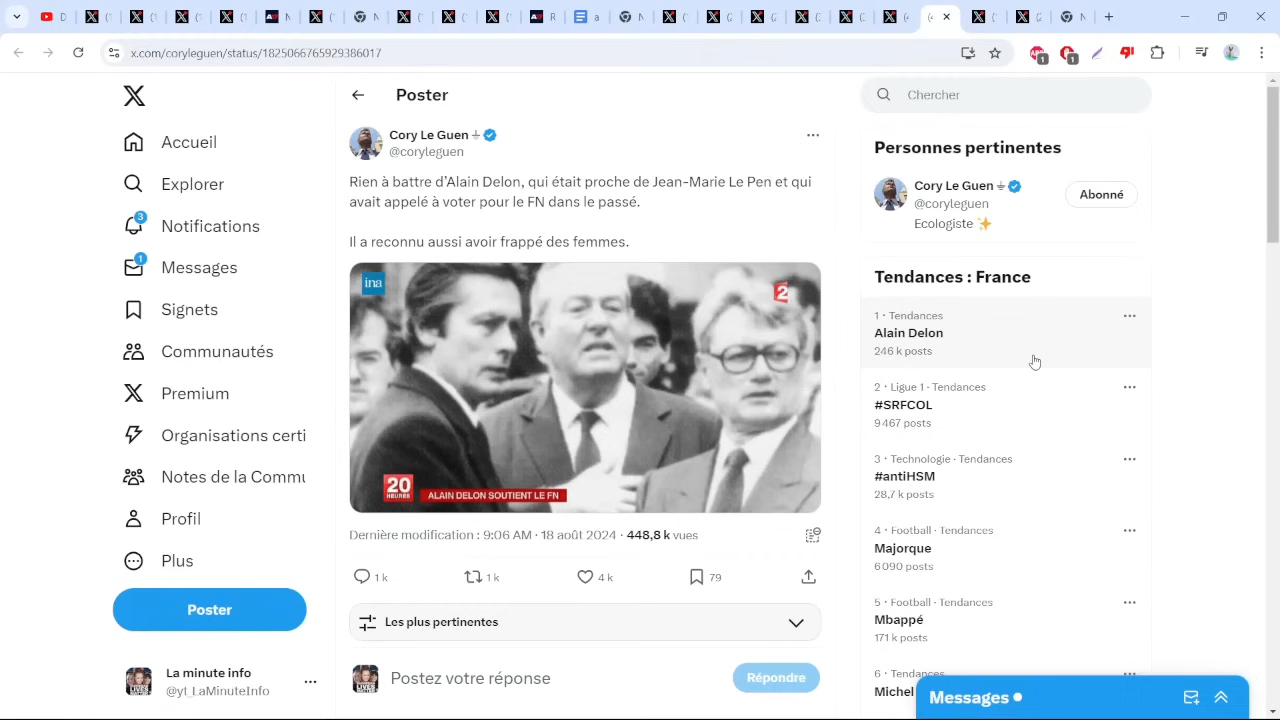 x.com/coryleguen/status/1825066765929386017
1
1
Accueil
Explorer
3
Notifications
1
Messages
Signets
Communautés
Premium
Organisations certi
Notes de la Commu
Profil
Plus
Poster
La minute info
@yt_LaMinuteInfo
Poster
Cory Le Guen
@coryleguen
Rien à battre d’Alain Delon, qui était proche de Jean-Marie Le Pen et qui
avait appelé à voter pour le FN dans le passé.
Il a reconnu aussi avoir frappé des femmes.
ina
2
20
HEURES
ALAIN DELON SOUTIENT LE FN
Dernière modification : 9:06 AM · 18 août 2024 · 448,8 k vues
1 k
1 k
4 k
79
Les plus pertinentes
Postez votre réponse
Répondre
Chercher
Personnes pertinentes
Cory Le Guen
@coryleguen
Ecologiste ✨
Abonné
Tendances : France
1 · Tendances
Alain Delon
246 k posts
2 · Ligue 1 · Tendances
#SRFCOL
9 467 posts
3 · Technologie · Tendances
#antiHSM
28,7 k posts
4 · Football · Tendances
Majorque
6 090 posts
5 · Football · Tendances
Mbappé
171 k posts
6 · Tendances
Michel
Messages